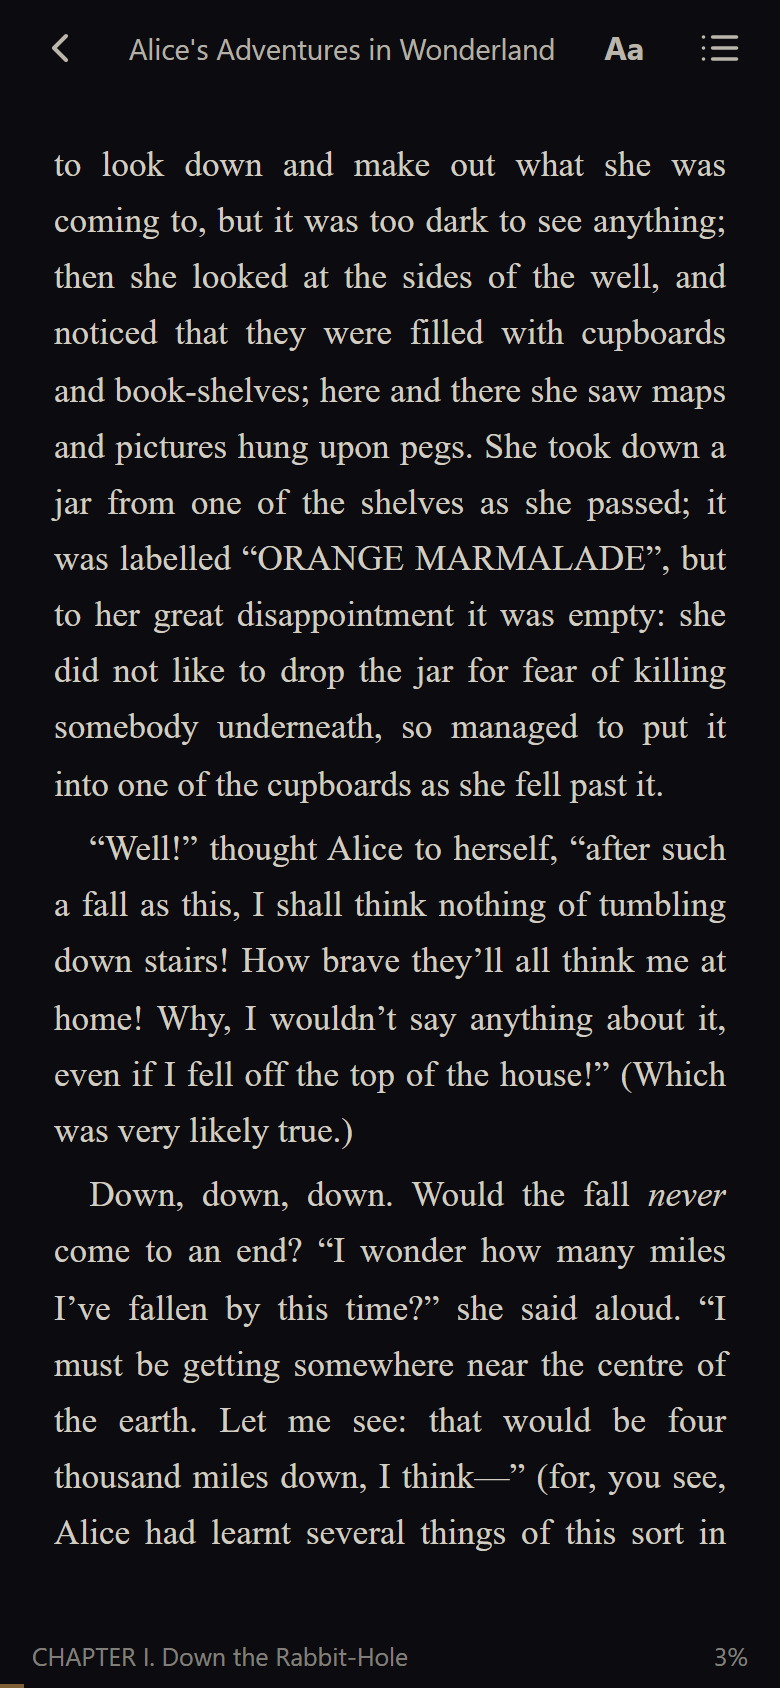 Alice's Adventures in Wonderland Aa
to look down and make out what she was
coming to, but it was too dark to see anything;
then she looked at the sides of the well, and
noticed that they were filled with cupboards
and book-shelves; here and there she saw maps
and pictures hung upon pegs. She took down a
jar from one of the shelves as she passed; it
was labelled “ORANGE MARMALADE”, but
to her great disappointment it was empty: she
did not like to drop the jar for fear of killing
somebody underneath, so managed to put it
into one of the cupboards as she fell past it.
“Well!” thought Alice to herself, “after such
a fall as this, I shall think nothing of tumbling
down stairs! How brave they’ll all think me at
home! Why, I wouldn’t say anything about it,
even if I fell off the top of the house!” (Which
was very likely true.)
Down, down, down. Would the fall never
come to an end? “I wonder how many miles
I’ve fallen by this time?” she said aloud. “I
must be getting somewhere near the centre of
the earth. Let me see: that would be four
thousand miles down, I think—” (for, you see,
Alice had learnt several things of this sort in
CHAPTER I. Down the Rabbit-Hole 3%